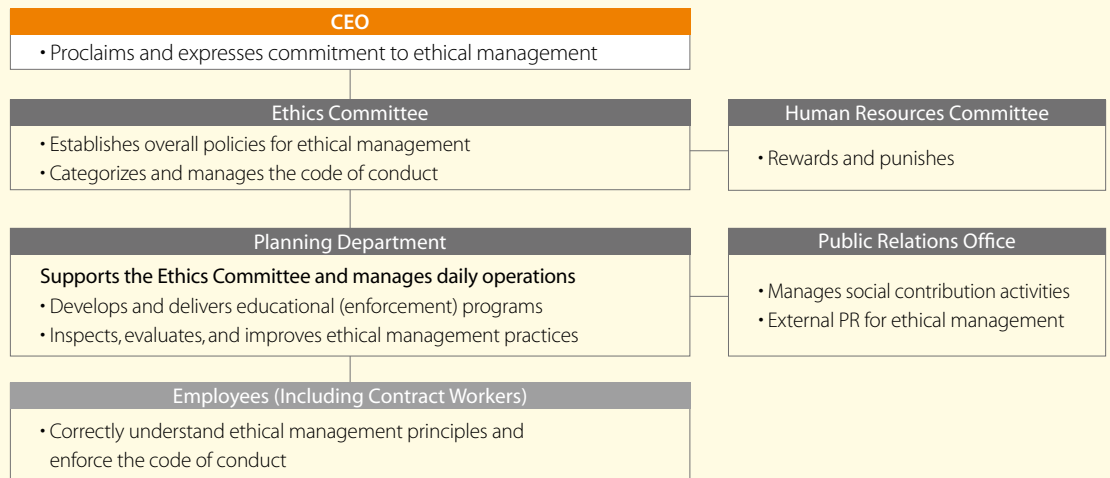 CEO
• Proclaims and expresses commitment to ethical management
Ethics Committee
• Establishes overall policies for ethical management
• Categorizes and manages the code of conduct
Human Resources Committee
• Rewards and punishes
Planning Department
Supports the Ethics Committee and manages daily operations
• Develops and delivers educational (enforcement) programs
• Inspects, evaluates, and improves ethical management practices
Public Relations Office
• Manages social contribution activities
• External PR for ethical management
Employees (Including Contract Workers)
• Correctly understand ethical management principles and
enforce the code of conduct